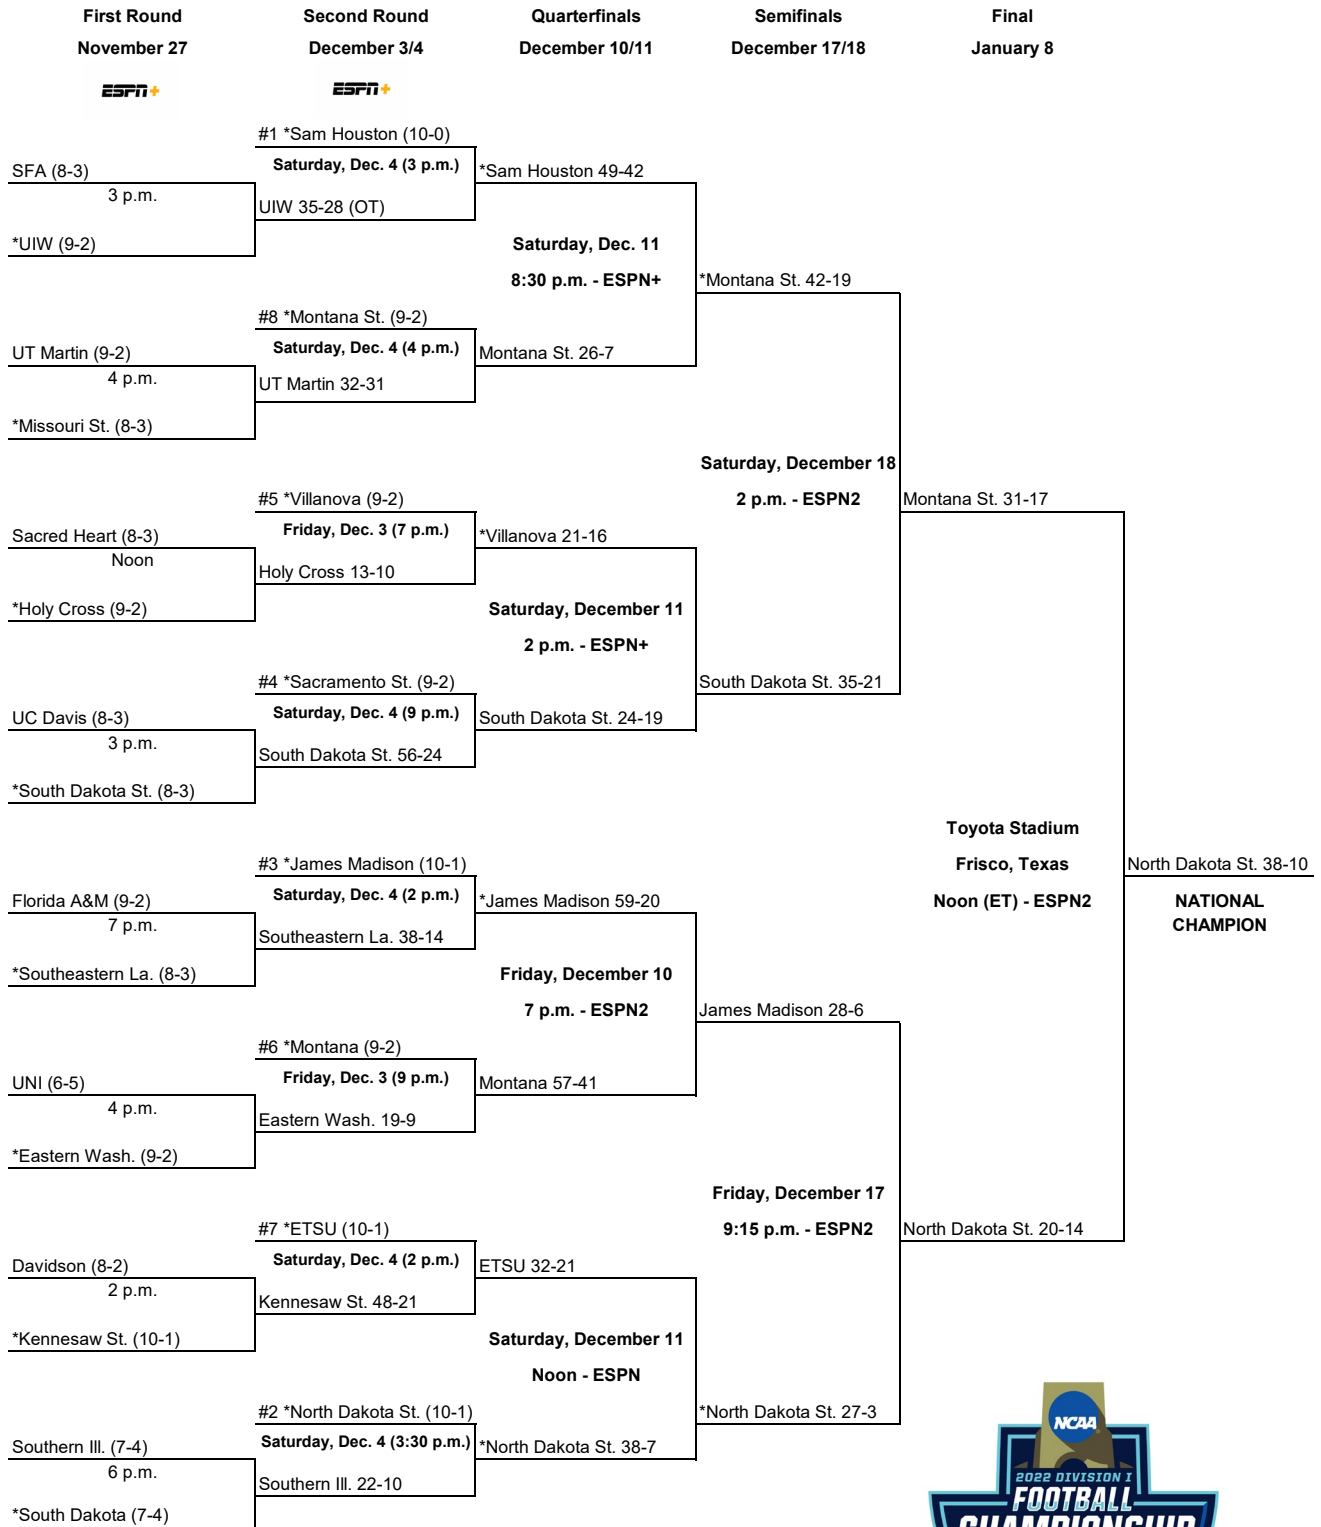 First Round Second Round Quarterfinals Semifinals Final
November 27 December 3/4 December 10/11 December 17/18 January 8
ESPN+ ESPN+
#1 *Sam Houston (10-0)
SFA (8-3) Saturday, Dec. 4 (3 p.m.) *Sam Houston 49-42
3 p.m.
UIW 35-28 (OT)
*UIW (9-2) Saturday, Dec. 11
8:30 p.m. - ESPN+ *Montana St. 42-19
#8 *Montana St. (9-2)
UT Martin (9-2) Saturday, Dec. 4 (4 p.m.) Montana St. 26-7
4 p.m.
UT Martin 32-31
*Missouri St. (8-3)
Saturday, December 18
#5 *Villanova (9-2) 2 p.m. - ESPN2 Montana St. 31-17
Sacred Heart (8-3) Friday, Dec. 3 (7 p.m.) *Villanova 21-16
Noon
Holy Cross 13-10
*Holy Cross (9-2) Saturday, December 11
2 p.m. - ESPN+
#4 *Sacramento St. (9-2) South Dakota St. 35-21
UC Davis (8-3) Saturday, Dec. 4 (9 p.m.) South Dakota St. 24-19
3 p.m.
South Dakota St. 56-24
*South Dakota St. (8-3)
Toyota Stadium
#3 *James Madison (10-1) Frisco, Texas North Dakota St. 38-10
Florida A&M (9-2) Saturday, Dec. 4 (2 p.m.) *James Madison 59-20 Noon (ET) - ESPN2 NATIONAL
7 p.m. CHAMPION
Southeastern La. 38-14
*Southeastern La. (8-3) Friday, December 10
7 p.m. - ESPN2 James Madison 28-6
#6 *Montana (9-2)
UNI (6-5) Friday, Dec. 3 (9 p.m.) Montana 57-41
4 p.m.
Eastern Wash. 19-9
*Eastern Wash. (9-2)
Friday, December 17
#7 *ETSU (10-1) 9:15 p.m. - ESPN2 North Dakota St. 20-14
Davidson (8-2) Saturday, Dec. 4 (2 p.m.) ETSU 32-21
2 p.m.
Kennesaw St. 48-21
*Kennesaw St. (10-1) Saturday, December 11
Noon - ESPN
#2 *North Dakota St. (10-1) *North Dakota St. 27-3
Southern Ill. (7-4) Saturday, Dec. 4 (3:30 p.m.) *North Dakota St. 38-7
6 p.m.
Southern Ill. 22-10
*South Dakota (7-4)
NCAA
2022 DIVISION I
FOOTBALL
CHAMPIONSHIP